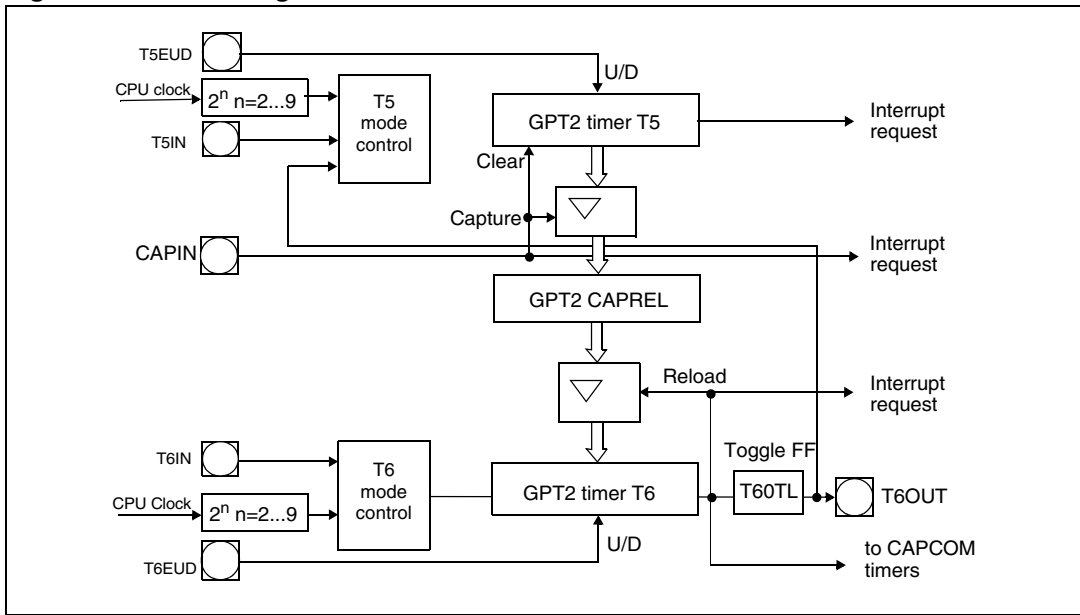 T5EUD
U/D
CPU clock
2ⁿ n=2...9
T5
mode
control
GPT2 timer T5
Interrupt
request
T5IN
Clear
Capture
CAPIN
Interrupt
request
GPT2 CAPREL
Reload
Interrupt
request
T6IN
T6
mode
control
Toggle FF
GPT2 timer T6
T60TL
T6OUT
CPU Clock
2ⁿ n=2...9
U/D
to CAPCOM
timers
T6EUD